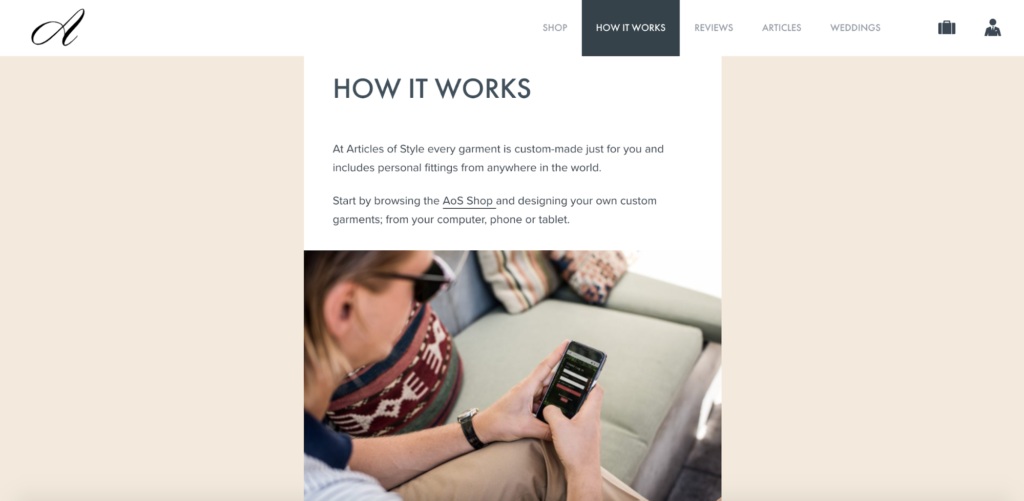 A
SHOP
HOW IT WORKS
REVIEWS
ARTICLES
WEDDINGS
HOW IT WORKS
At Articles of Style every garment is custom-made just for you and
includes personal fittings from anywhere in the world.
Start by browsing the AoS Shop and designing your own custom
garments; from your computer, phone or tablet.